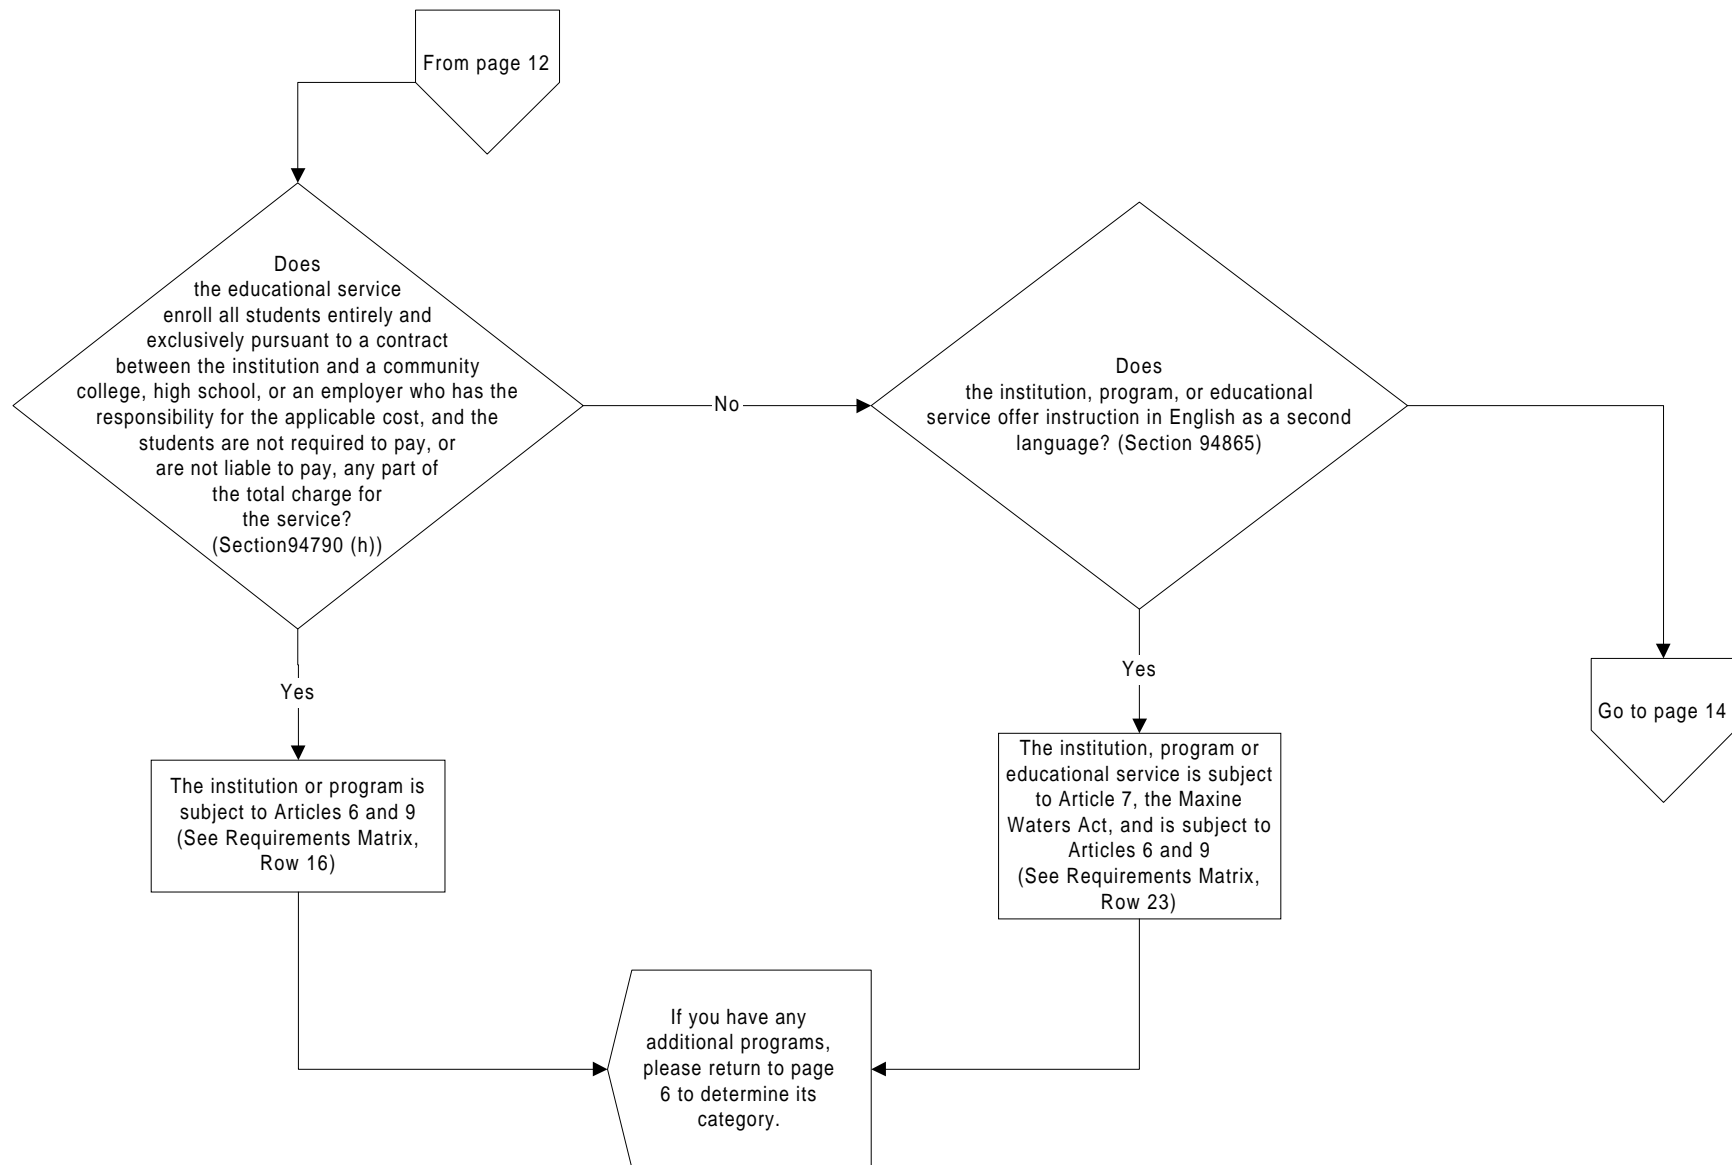 From page 12
Does
the educational service
enroll all students entirely and
exclusively pursuant to a contract
between the institution and a community
college, high school, or an employer who has the
responsibility for the applicable cost, and the
students are not required to pay, or
are not liable to pay, any part of
the total charge for
the service?
(Section94790 (h))
No
Does
the institution, program, or educational
service offer instruction in English as a second
language? (Section 94865)
Yes
Yes
Go to page 14
The institution or program is
subject to Articles 6 and 9
(See Requirements Matrix,
Row 16)
The institution, program or
educational service is subject
to Article 7, the Maxine
Waters Act, and is subject to
Articles 6 and 9
(See Requirements Matrix,
Row 23)
If you have any
additional programs,
please return to page
6 to determine its
category.